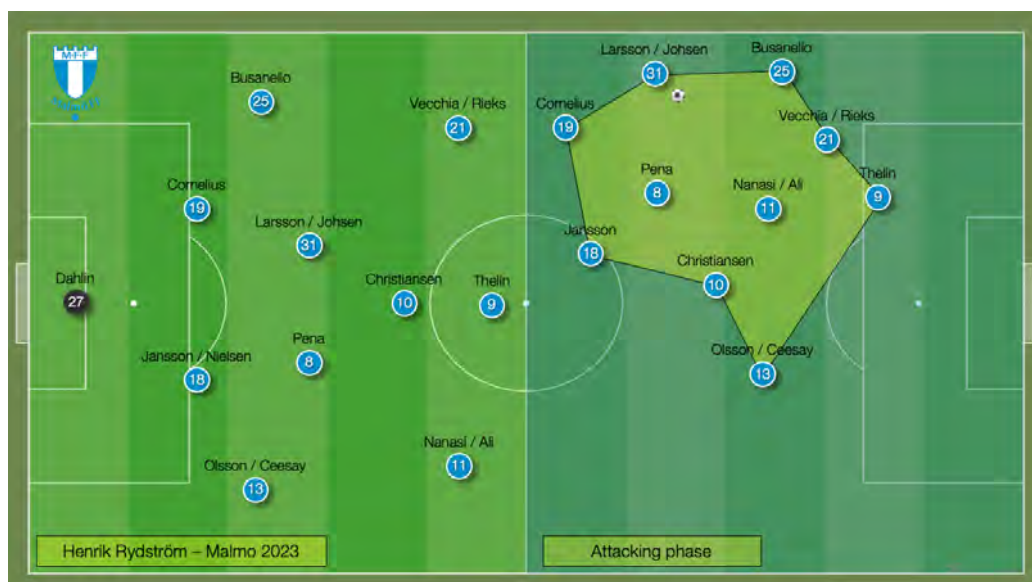 M·F·F
Busanello
25
Vecchia / Rieks
21
Cornelius
19
Larsson / Johsen
31
Dahlin
27
Christiansen
10
Thelin
9
Pena
8
Jansson / Nielsen
18
Nanasi / Ali
11
Olsson / Ceesay
13
Henrik Rydström – Malmo 2023
Larsson / Johsen
31
Busanello
25
Cornelius
19
Vecchia / Rieks
21
Pena
8
Nanasi / Ali
11
Thelin
9
Jansson
18
Christiansen
10
Olsson / Ceesay
13
Attacking phase